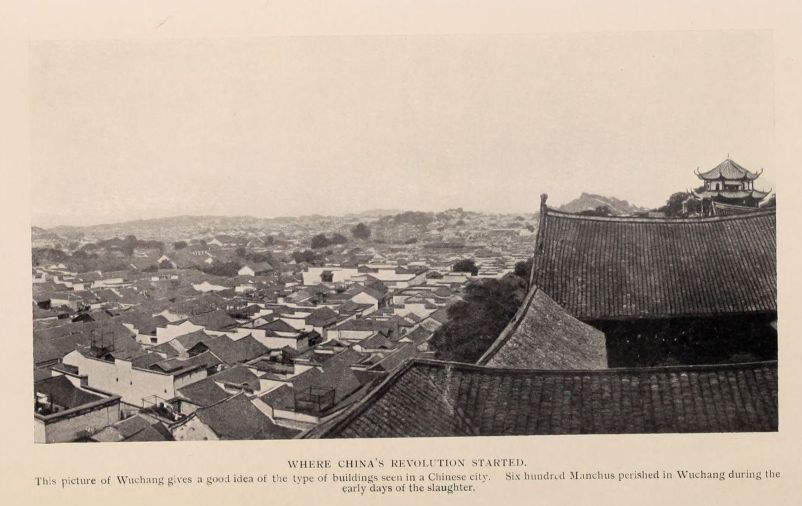 WHERE CHINA'S REVOLUTION STARTED.
This picture of Wuchang gives a good idea of the type of buildings seen in a Chinese city. Six hundred Manchus perished in Wuchang during the
early days of the slaughter.